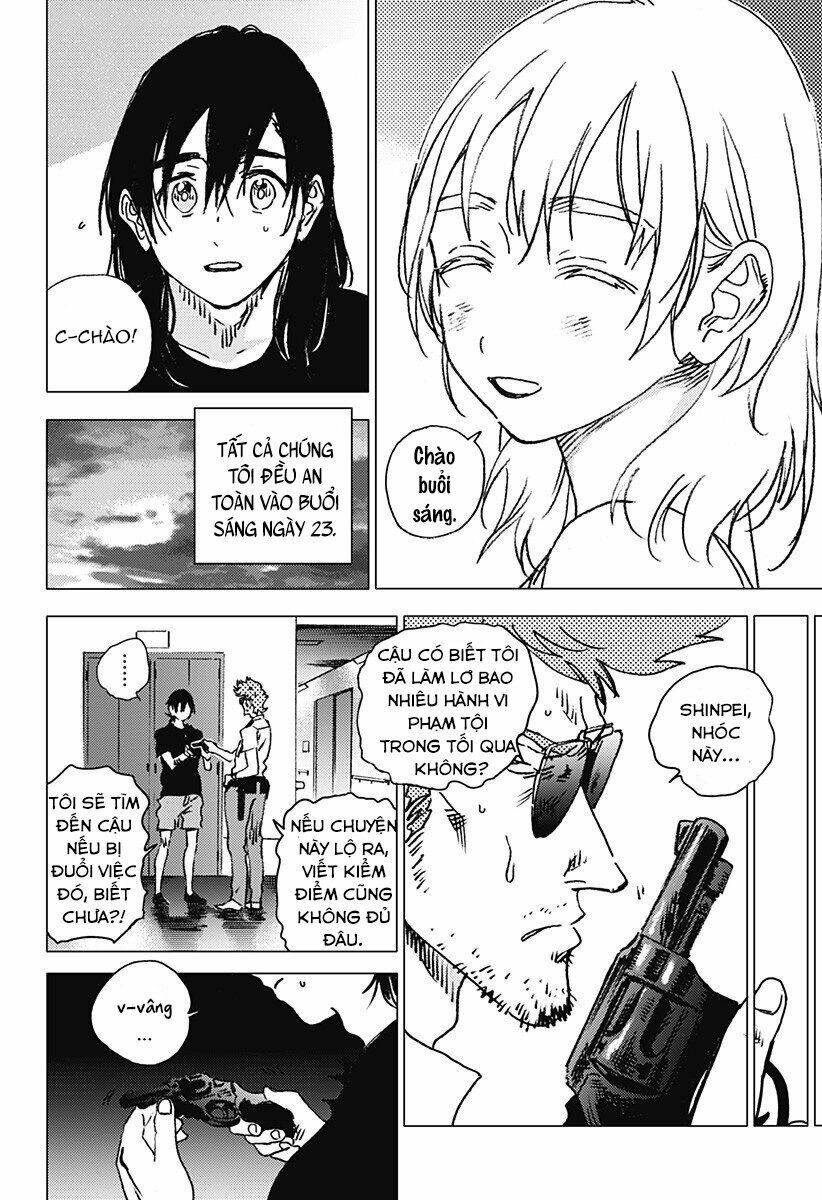 Chào
buổi
sáng.
C-CHÀO!
TẤT CẢ CHÚNG
TÔI ĐỀU AN
TOÀN VÀO BUỔI
SÁNG NGÀY 23.
SHINPEI,
NHÓC
NÀY...
CẬU CÓ BIẾT TÔI
ĐÃ LÀM LƠ BAO
NHIÊU HÀNH VI
PHẠM TỘI
TRONG TỐI QUA
KHÔNG?
NẾU CHUYỆN
NÀY LỘ RA,
VIẾT KIỂM
ĐIỂM CŨNG
KHÔNG ĐỦ
ĐÂU.
......
TÔI SẼ TÌM
ĐẾN CẬU
NẾU BỊ
ĐUỔI VIỆC
ĐÓ, BIẾT
CHƯA?!
V-vâng
...